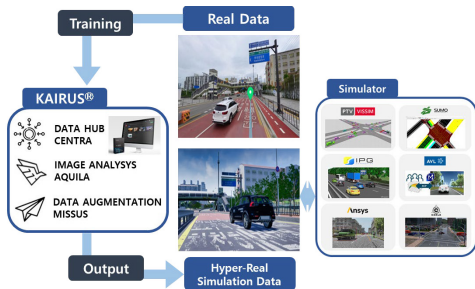 Training
Real Data
KAIRUS®
DATA HUB
CENTRA
IMAGE ANALYSYS
AQUILA
DATA AUGMENTATION
MISSUS
Output
Hyper-Real
Simulation Data
Simulator
PTV VISSIM
SUMO
IPG
AVL
Ansys